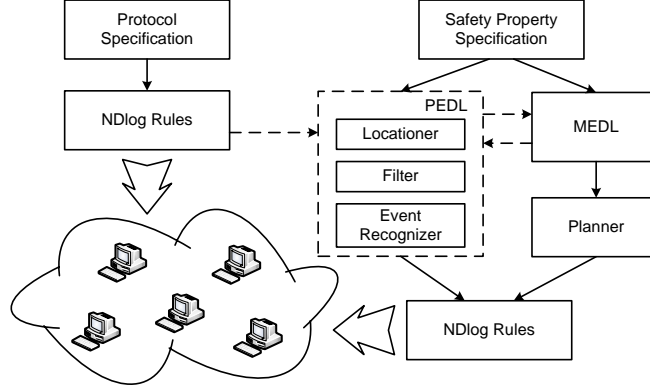 Protocol
Specification
Safety Property
Specification
NDlog Rules
PEDL
Locationer
Filter
Event
Recognizer
MEDL
Planner
NDlog Rules